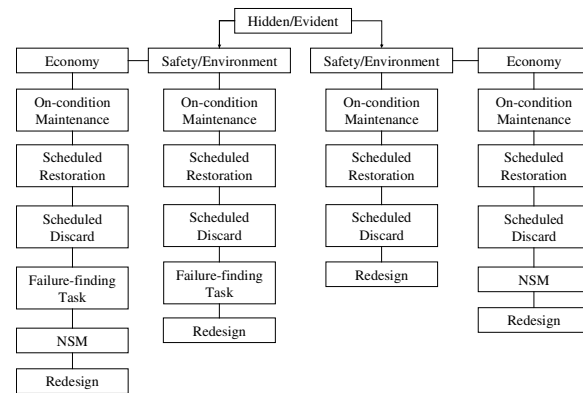 Hidden/Evident
Economy
Safety/Environment
Safety/Environment
Economy
On-condition
Maintenance
On-condition
Maintenance
On-condition
Maintenance
On-condition
Maintenance
Scheduled
Restoration
Scheduled
Restoration
Scheduled
Restoration
Scheduled
Restoration
Scheduled
Discard
Scheduled
Discard
Scheduled
Discard
Scheduled
Discard
Failure-finding
Task
Failure-finding
Task
Redesign
NSM
NSM
Redesign
Redesign
Redesign